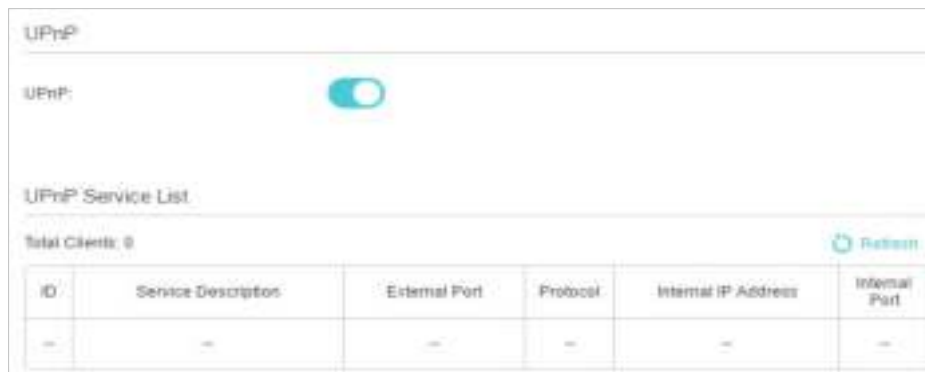 UPnP
UPnP:
UPnP Service List
Total Clients: 0
Refresh
ID Service Description External Port Protocol Internal IP Address Internal Port
-- -- -- -- -- --